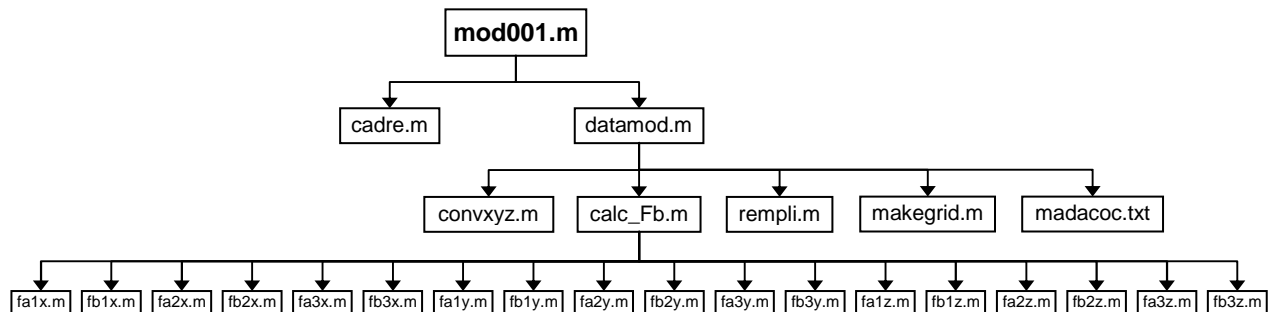 mod001.m
cadre.m datamod.m
convxyz.m calc_Fb.m rempli.m makegrid.m madacoc.txt
fa1x.m fb1x.m fa2x.m fb2x.m fa3x.m fb3x.m fa1y.m fb1y.m fa2y.m fb2y.m fa3y.m fb3y.m fa1z.m fb1z.m fa2z.m fb2z.m fa3z.m fb3z.m